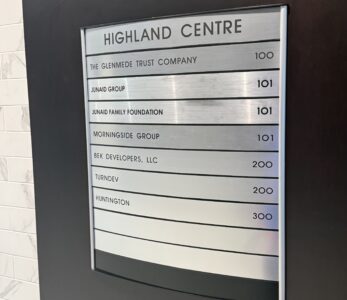 HIGHLAND CENTRE
THE GLENMEDE TRUST COMPANY 100
JUNAID GROUP 101
JUNAID FAMILY FOUNDATION 101
MORNINGSIDE GROUP 101
BEK DEVELOPERS, LLC 200
TURNDEV 200
HUNTINGTON 300